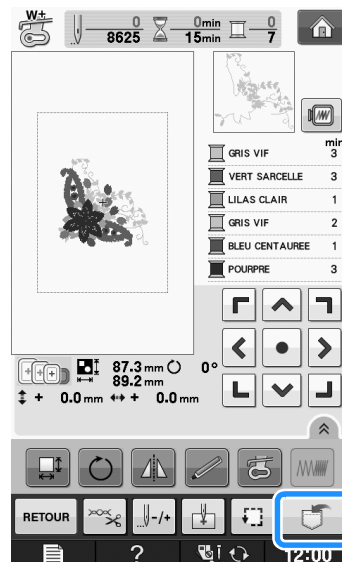 W+
0 0min 0
8625 15min 7
min
GRIS VIF 3
VERT SARCELLE 3
LILAS CLAIR 1
GRIS VIF 2
BLEU CENTAUREE 1
POURPRE 3
87.3 mm 0°
89.2 mm
+ 0.0 mm + 0.0 mm
RETOUR -/+
? 12:00